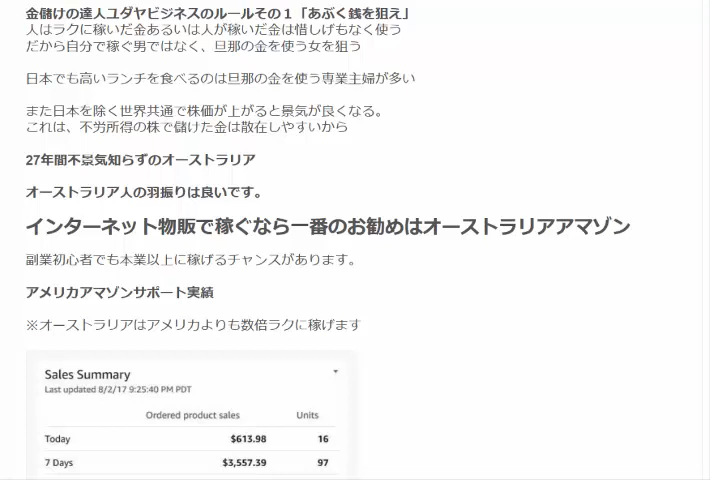 金儲けの達人ユダヤビジネスのルールその１「あぶく銭を狙え」
人はラクに稼いだ金あるいは人が稼いだ金は惜しげもなく使う
だから自分で稼ぐ男ではなく、旦那の金を使う女を狙う
日本でも高いランチを食べるのは旦那の金を使う専業主婦が多い
また日本を除く世界共通で株価が上がると景気が良くなる。
これは、不労所得の株で儲けた金は散在しやすいから
27年間不景気知らずのオーストラリア
オーストラリア人の羽振りは良いです。
インターネット物販で稼ぐなら一番のお勧めはオーストラリアアマゾン
副業初心者でも本業以上に稼げるチャンスがあります。
アメリカアマゾンサポート実績
※オーストラリアはアメリカよりも数倍ラクに稼げます
Sales Summary
Last updated 8/2/17 9:25:40 PM PDT
Ordered product sales Units
Today $613.98 16
7 Days $3,557.39 97